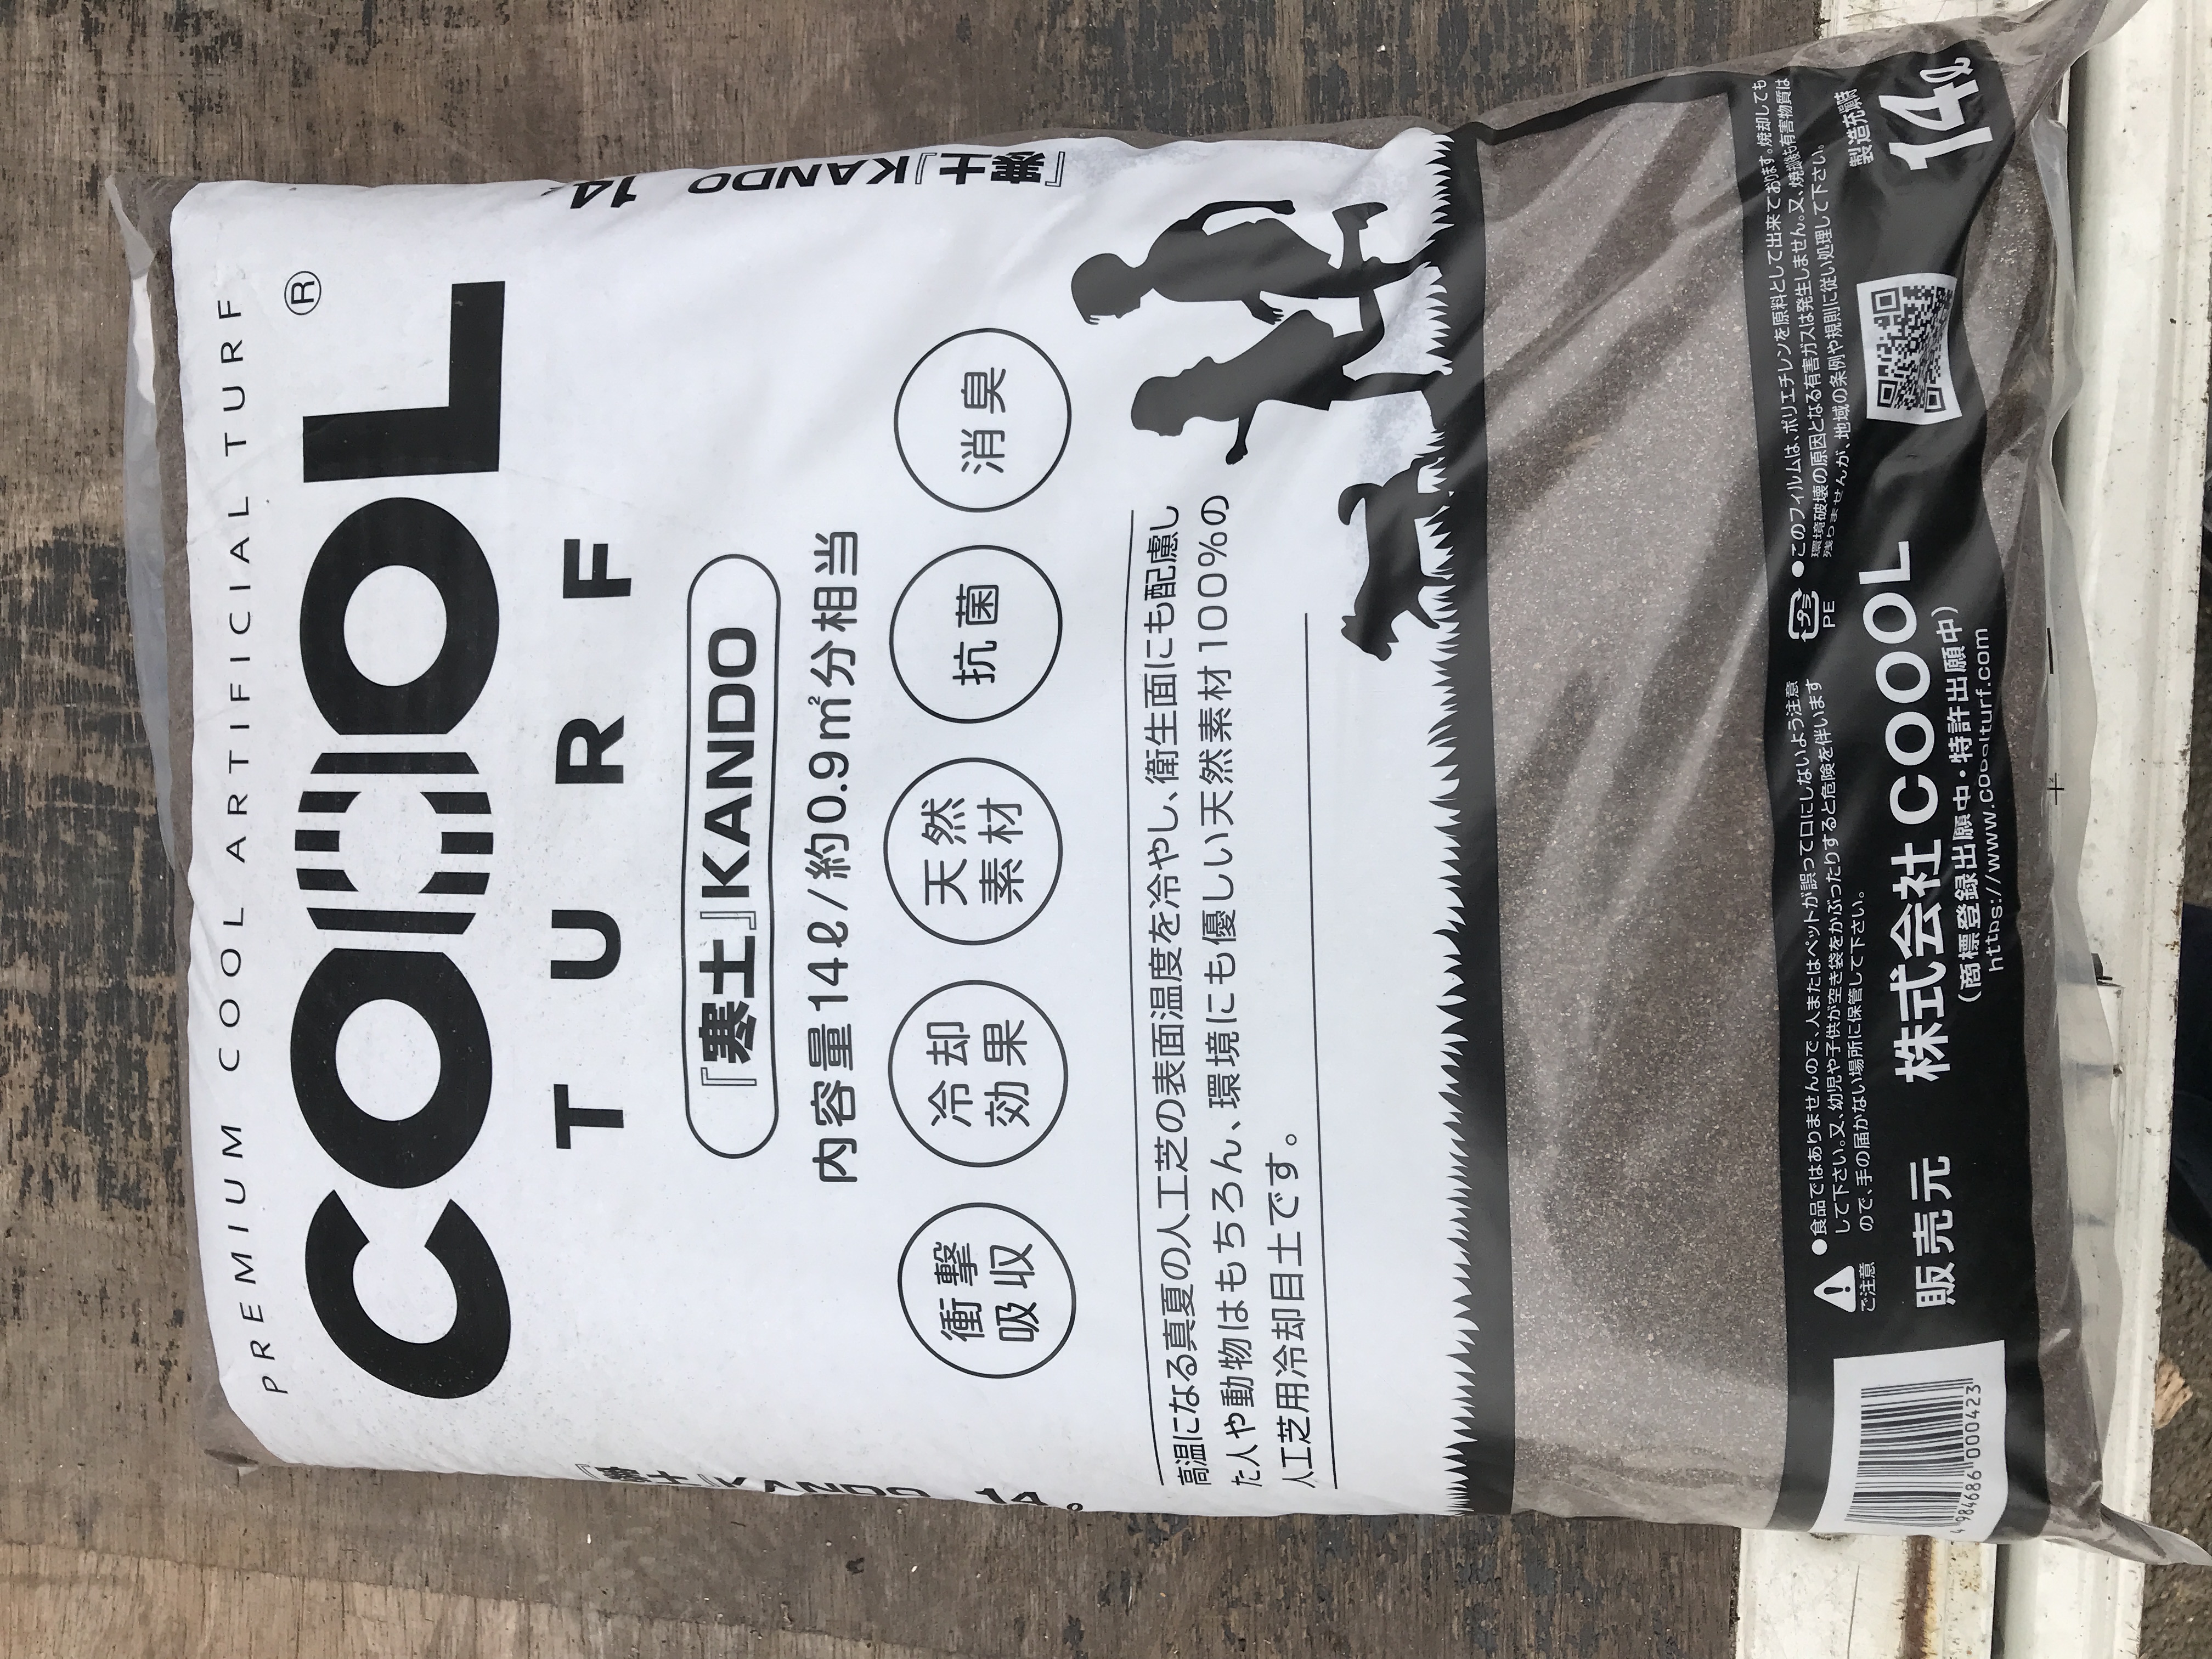 PREMIUM COOL ARTIFICIAL TURF
COOOL®
TURF
『寒土』KANDO
内容量14ℓ/約0.9㎡分相当
衝撃
吸収
冷却
効果
天然
素材
抗菌
消臭
高温になる真夏の人工芝の表面温度を冷やし、衛生面にも配慮し
た人や動物はもちろん、環境にも優しい天然素材100%の
人工芝用冷却目土です。
『寒土』KANDO 14
『寒土』KANDO 14ℓ
ご注意
●食品ではありませんので、人またはペットが誤って口にしないよう注意
して下さい。又、幼児や子供が空き袋をかぶったりすると危険を伴います
ので、手の届かない場所に保管して下さい。
プラ
PE
●このフィルムは、ポリエチレンを原料として出来ております。焼却しても
環境破壊の原因となる有害ガスは発生しません。又、焼却後も有害物質は
残りませんが、地域の条例や規則に従い処理して下さい。
販売元 株式会社COOOL
(商標登録出願中・特許出願中)
https://www.coolturf.com
製造充填時
14ℓ
4 984686 000423